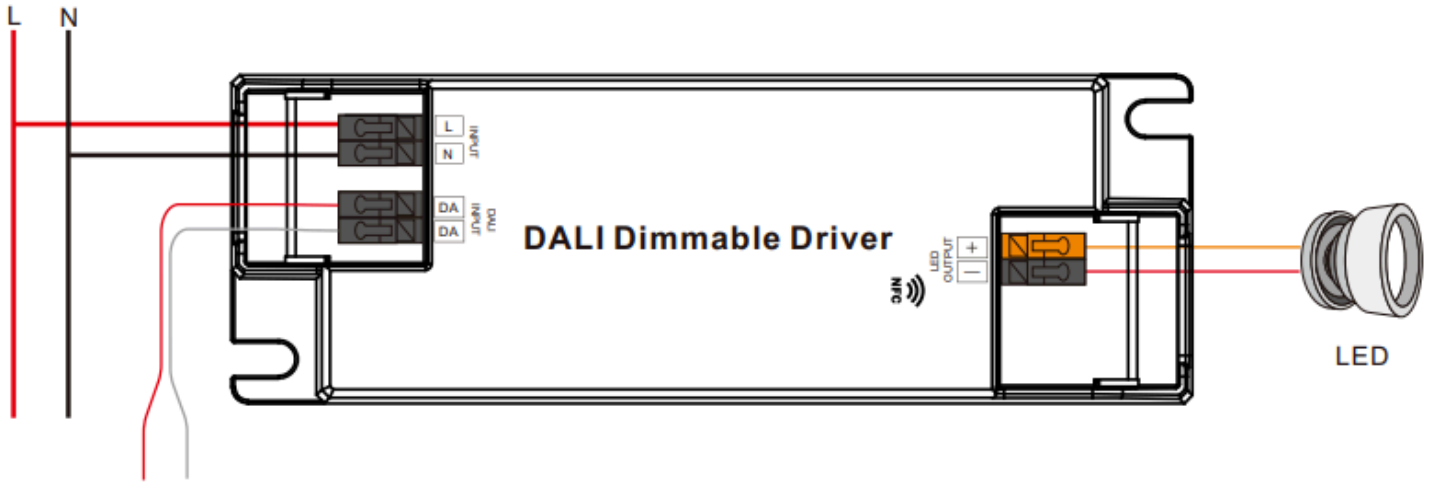 L N
L
N
INPUT
DA
DA
DALI
INPUT
DALI Dimmable Driver
NFC
LED
OUTPUT
+
—
LED